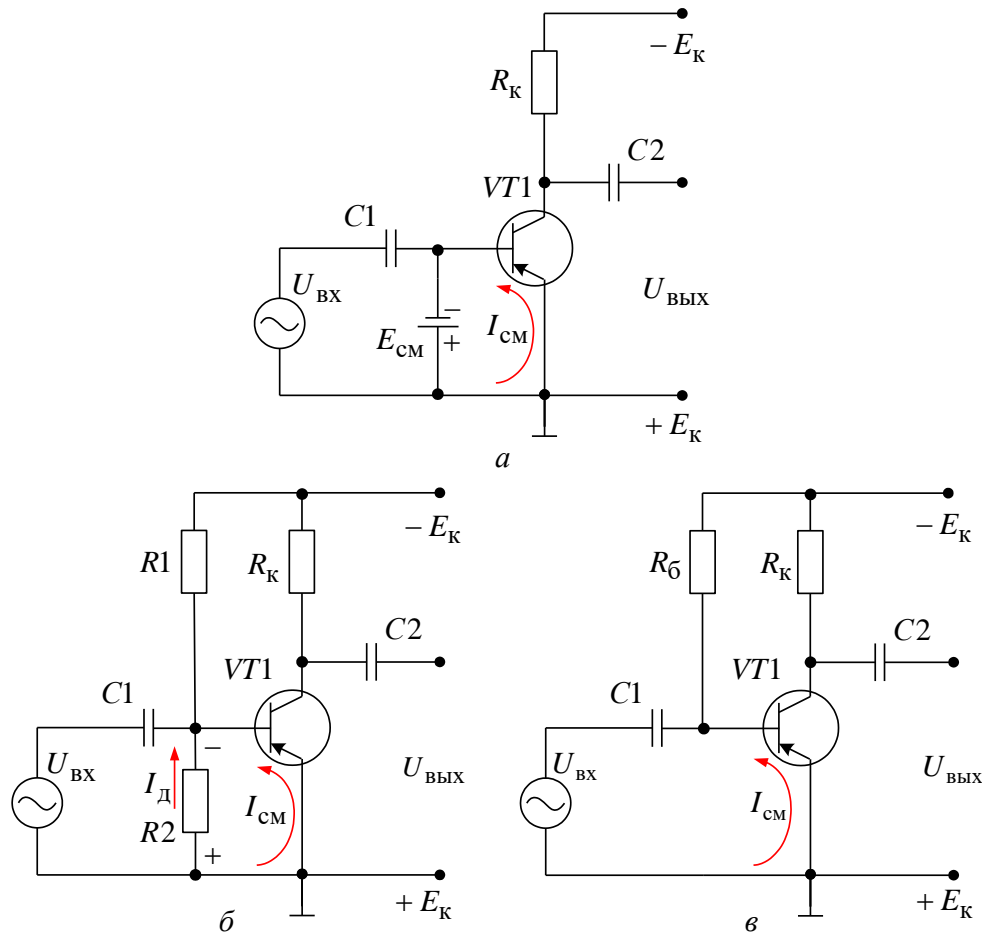 − Eк
Rк
C2
VT1
C1
Uвх
Uвых
−
Eсм
+
Iсм
+ Eк
а
− Eк
R1
Rк
C2
VT1
C1
−
Uвх
Uвых
Iд
Iсм
R2
+
+ Eк
б
− Eк
Rб
Rк
C2
VT1
C1
Uвх
Uвых
Iсм
+ Eк
в